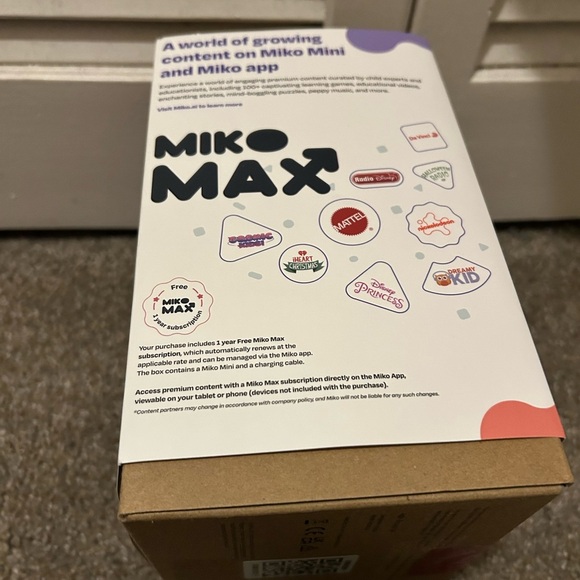 A world of growing
content on Miko Mini
and Miko app
Experience a world of engaging premium content curated by child experts and
educationists, including 100+ captivating learning games, educational videos,
enchanting stories, mind-boggling puzzles, peppy music, and more.
Visit Miko.ai to learn more
MIKO
MAX
Da Vinci
Radio Disney
MATTEL
nickelodeon
KIDS!
iHEART
CHRISTMAS
Disney
PRINCESS
DREAMY
KID
Free
MIKO
MAX
1 year subscription
Your purchase includes 1 year Free Miko Max
subscription, which automatically renews at the
applicable rate and can be managed via the Miko app.
The box contains a Miko Mini and a charging cable.
Access premium content with a Miko Max subscription directly on the Miko App,
viewable on your tablet or phone (devices not included with the purchase).
*Content partners may change in accordance with company policy, and Miko will not be liable for any such changes.